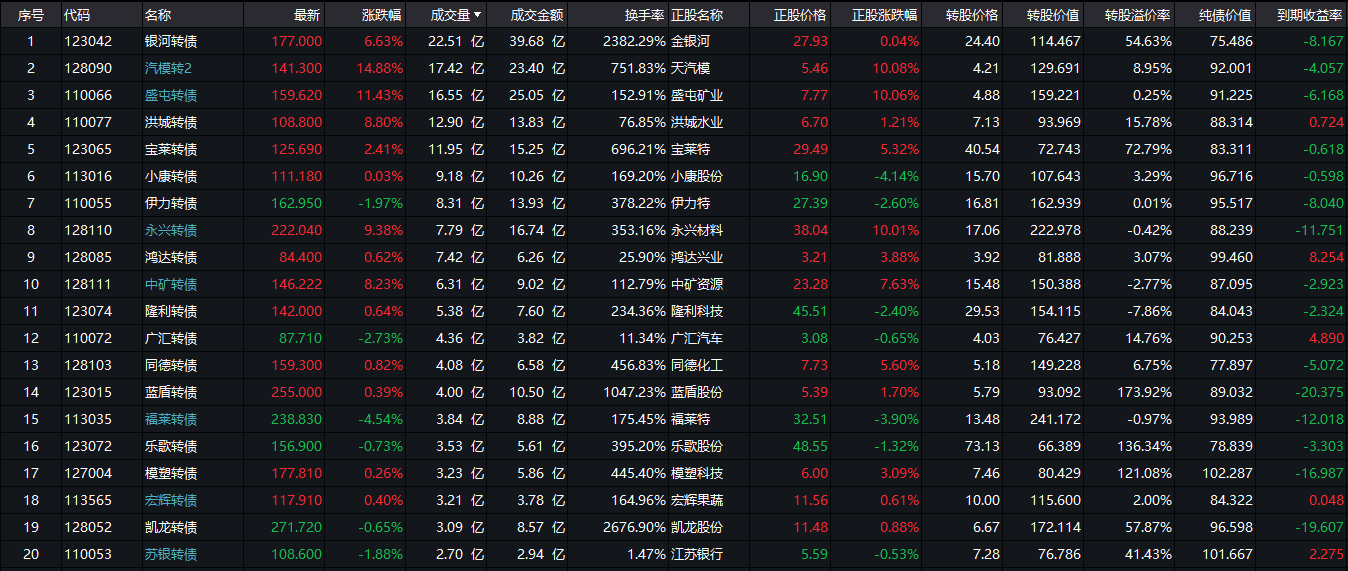 序号 代码 名称 最新 涨跌幅 成交量 成交金额 换手率 正股名称 正股价格 正股涨跌幅 转股价格 转股价值 转股溢价率 纯债价值 到期收益率
1 123042 银河转债 177.000 6.63% 22.51 亿 39.68 亿 2382.29% 金银河 27.93 0.04% 24.40 114.467 54.63% 75.486 -8.167
2 128090 汽模转2 141.300 14.88% 17.42 亿 23.40 亿 751.83% 天汽模 5.46 10.08% 4.21 129.691 8.95% 92.001 -4.057
3 110066 盛屯转债 159.620 11.43% 16.55 亿 25.05 亿 152.91% 盛屯矿业 7.77 10.06% 4.88 159.221 0.25% 91.225 -6.168
4 110077 洪城转债 108.800 8.80% 12.90 亿 13.83 亿 76.85% 洪城水业 6.70 1.21% 7.13 93.969 15.78% 88.314 0.724
5 123065 宝莱转债 125.690 2.41% 11.95 亿 15.25 亿 696.21% 宝莱特 29.49 5.32% 40.54 72.743 72.79% 83.311 -0.618
6 113016 小康转债 111.180 0.03% 9.18 亿 10.26 亿 169.20% 小康股份 16.90 -4.14% 15.70 107.643 3.29% 96.716 -0.598
7 110055 伊力转债 162.950 -1.97% 8.31 亿 13.93 亿 378.22% 伊力特 27.39 -2.60% 16.81 162.939 0.01% 95.517 -8.040
8 128110 永兴转债 222.040 9.38% 7.79 亿 16.74 亿 353.16% 永兴材料 38.04 10.01% 17.06 222.978 -0.42% 88.239 -11.751
9 128085 鸿达转债 84.400 0.62% 7.42 亿 6.26 亿 25.90% 鸿达兴业 3.21 3.88% 3.92 81.888 3.07% 99.460 8.254
10 128111 中矿转债 146.222 8.23% 6.31 亿 9.02 亿 112.79% 中矿资源 23.28 7.63% 15.48 150.388 -2.77% 87.095 -2.923
11 123074 隆利转债 142.000 0.64% 5.38 亿 7.60 亿 234.36% 隆利科技 45.51 -2.40% 29.53 154.115 -7.86% 84.043 -2.324
12 110072 广汇转债 87.710 -2.73% 4.36 亿 3.82 亿 11.34% 广汇汽车 3.08 -0.65% 4.03 76.427 14.76% 90.253 4.890
13 128103 同德转债 159.300 0.82% 4.08 亿 6.58 亿 456.83% 同德化工 7.73 5.60% 5.18 149.228 6.75% 77.897 -5.072
14 123015 蓝盾转债 255.000 0.39% 4.00 亿 10.50 亿 1047.23% 蓝盾股份 5.39 1.70% 5.79 93.092 173.92% 89.032 -20.375
15 113035 福莱转债 238.830 -4.54% 3.84 亿 8.88 亿 175.45% 福莱特 32.51 -3.90% 13.48 241.172 -0.97% 93.989 -12.018
16 123072 乐歌转债 156.900 -0.73% 3.53 亿 5.61 亿 395.20% 乐歌股份 48.55 -1.32% 73.13 66.389 136.34% 78.839 -3.303
17 127004 模塑转债 177.810 0.26% 3.23 亿 5.86 亿 445.40% 模塑科技 6.00 3.09% 7.46 80.429 121.08% 102.287 -16.987
18 113565 宏辉转债 117.910 0.40% 3.21 亿 3.78 亿 164.96% 宏辉果蔬 11.56 0.61% 10.00 115.600 2.00% 84.322 0.048
19 128052 凯龙转债 271.720 -0.65% 3.09 亿 8.57 亿 2676.90% 凯龙股份 11.48 0.88% 6.67 172.114 57.87% 96.598 -19.607
20 110053 苏银转债 108.600 -1.88% 2.70 亿 2.94 亿 1.47% 江苏银行 5.59 -0.53% 7.28 76.786 41.43% 101.667 2.275